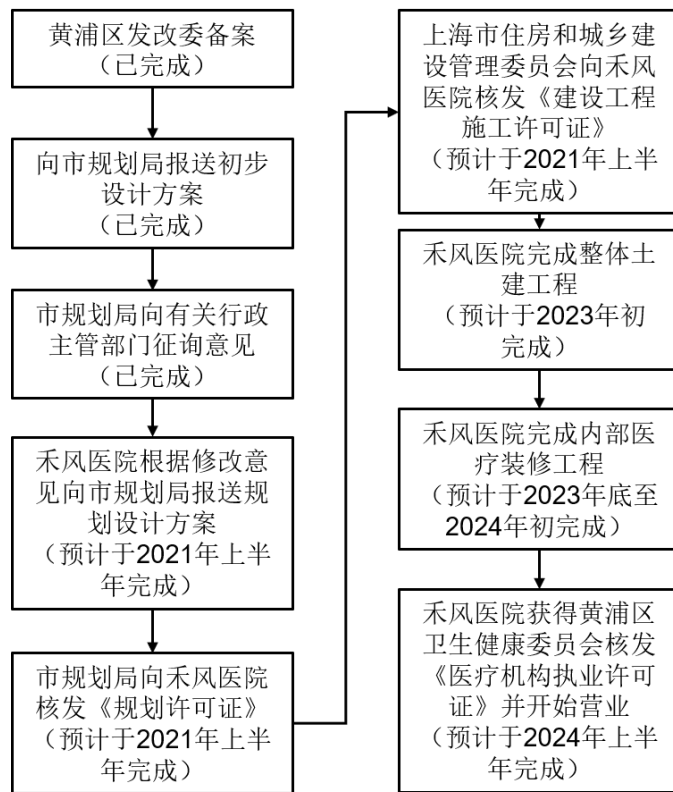 黄浦区发改委备案
（已完成）
向市规划局报送初步
设计方案
（已完成）
市规划局向有关行政
主管部门征询意见
（已完成）
禾风医院根据修改意
见向市规划局报送规
划设计方案
（预计于2021年上半
年完成）
市规划局向禾风医院
核发《规划许可证》
（预计于2021年上半
年完成）
上海市住房和城乡建
设管理委员会向禾风
医院核发《建设工程
施工许可证》
（预计于2021年上半
年完成）
禾风医院完成整体土
建工程
（预计于2023年初
完成）
禾风医院完成内部医
疗装修工程
（预计于2023年底至
2024年初完成）
禾风医院获得黄浦区
卫生健康委员会核发
《医疗机构执业许可
证》并开始营业
（预计于2024年上半
年完成）